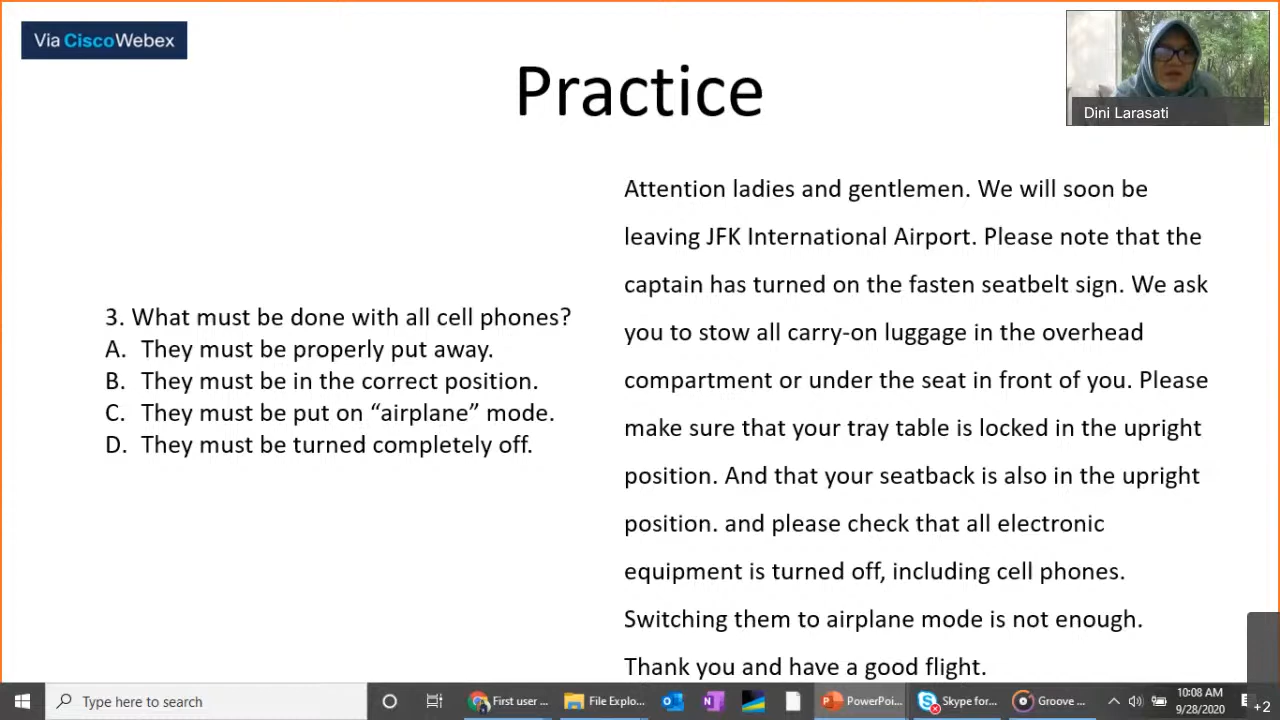 Via CiscoWebex
Practice
Dini Larasati
3. What must be done with all cell phones?
A. They must be properly put away.
B. They must be in the correct position.
C. They must be put on “airplane” mode.
D. They must be turned completely off.
Attention ladies and gentlemen. We will soon be
leaving JFK International Airport. Please note that the
captain has turned on the fasten seatbelt sign. We ask
you to stow all carry-on luggage in the overhead
compartment or under the seat in front of you. Please
make sure that your tray table is locked in the upright
position. And that your seatback is also in the upright
position. and please check that all electronic
equipment is turned off, including cell phones.
Switching them to airplane mode is not enough.
Thank you and have a good flight.
Type here to search
First user ...
File Explo...
PowerPoi...
Skype for...
Groove ...
10:08 AM
9/28/2020
+2